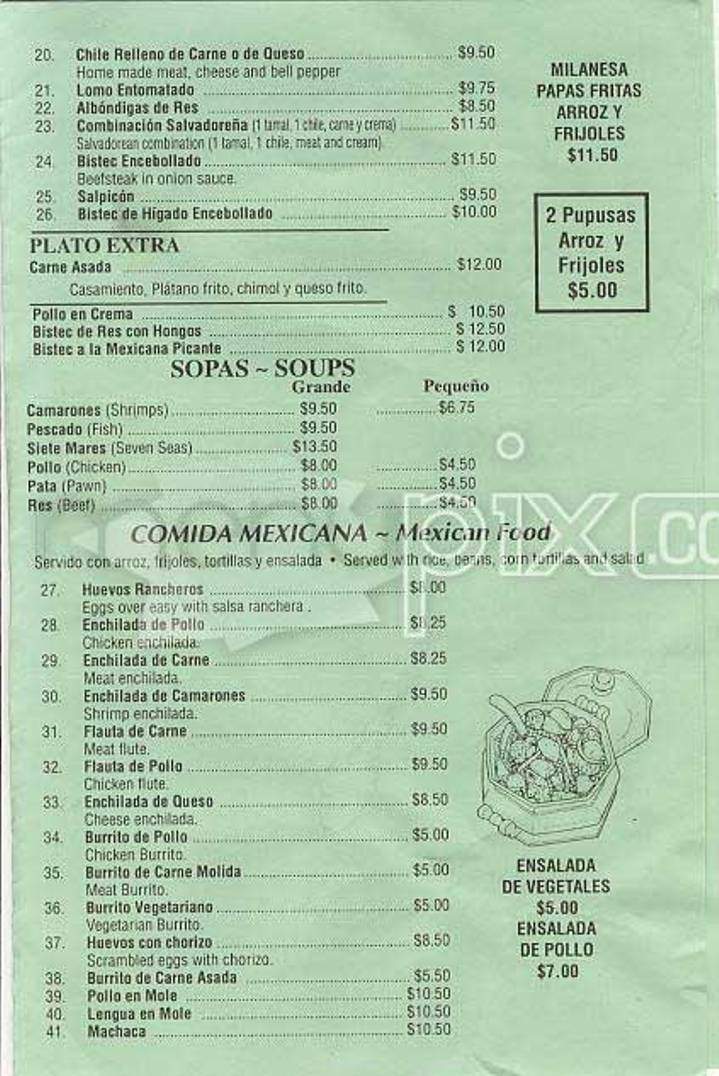 20. Chile Relleno de Carne o de Queso $9.50
Home made meat, cheese and bell pepper
21. Lomo Entomatado $9.75
22. Albóndigas de Res $8.50
23. Combinación Salvadoreña (1 tamal, 1 chile, carne y crema) $11.50
Salvadorean combination (1 tamal, 1 chile, meat and cream)
24. Bistec Encebollado $11.50
Beefsteak in onion sauce.
25. Salpicón $9.50
26. Bistec de Higado Encebollado $10.00
MILANESA
PAPAS FRITAS
ARROZ Y
FRIJOLES
$11.50
2 Pupusas
Arroz y
Frijoles
$5.00
PLATO EXTRA
Carne Asada $12.00
Casamiento, Plátano frito, chimol y queso frito.
Pollo en Crema $ 10.50
Bistec de Res con Hongos $ 12.50
Bistec a la Mexicana Picante $ 12.00
SOPAS ~ SOUPS
Grande Pequeño
Camarones (Shrimps) $9.50 $6.75
Pescado (Fish) $9.50
Siete Mares (Seven Seas) $13.50
Pollo (Chicken) $8.00 $4.50
Pata (Pawn) $8.00 $4.50
Res (Beef) $8.00 $4.50
COMIDA MEXICANA ~ Mexican Food
Servido con arroz, frijoles, tortillas y ensalada • Served with rice, beans, corn tortillas and salad
27. Huevos Rancheros $8.00
Eggs over easy with salsa ranchera .
28. Enchilada de Pollo $8.25
Chicken enchilada.
29. Enchilada de Carne $8.25
Meat enchilada.
30. Enchilada de Camarones $9.50
Shrimp enchilada.
31. Flauta de Carne $9.50
Meat flute.
32. Flauta de Pollo $9.50
Chicken flute.
33. Enchilada de Queso $8.50
Cheese enchilada.
34. Burrito de Pollo $5.00
Chicken Burrito.
35. Burrito de Carne Molida $5.00
Meat Burrito.
36. Burrito Vegetariano $5.00
Vegetarian Burrito.
37. Huevos con chorizo $8.50
Scrambled eggs with chorizo.
38. Burrito de Carne Asada $5.50
39. Pollo en Mole $10.50
40. Lengua en Mole $10.50
41. Machaca $10.50
ENSALADA
DE VEGETALES
$5.00
ENSALADA
DE POLLO
$7.00